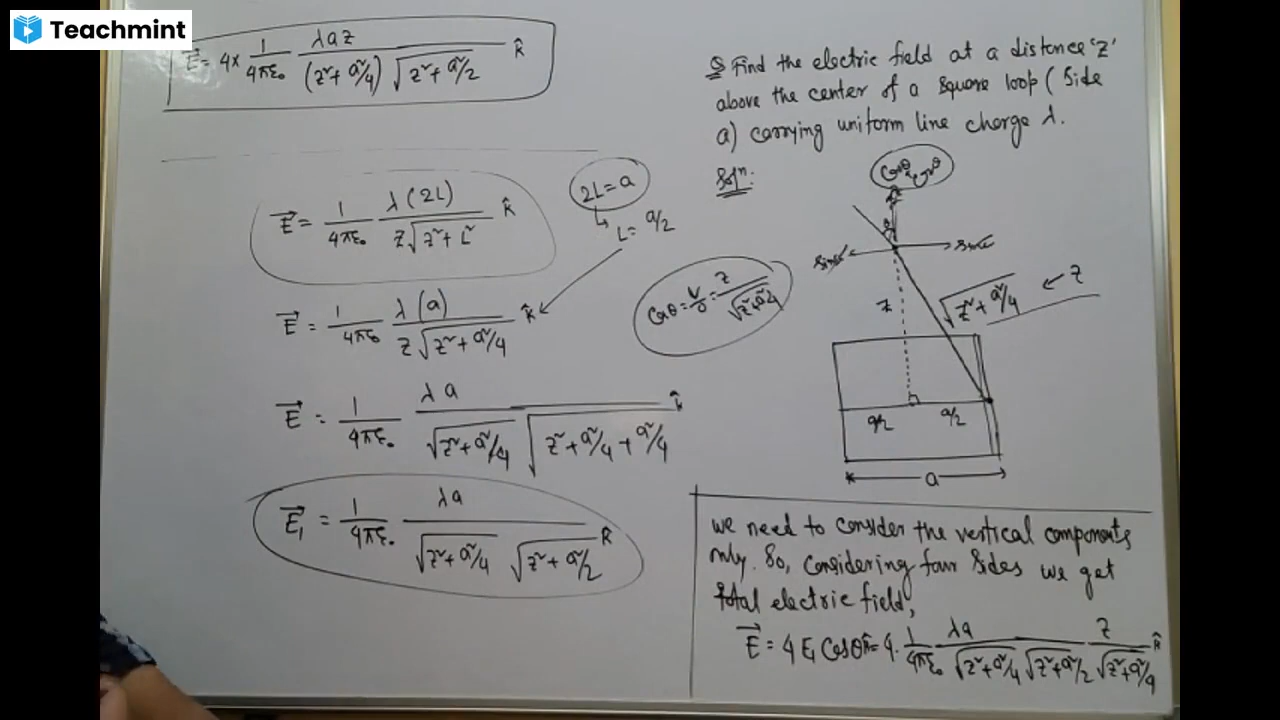 Teachmint
E⃗ = 4× 1/4πε₀ λaz/(z²+a²/4)√z²+a²/2 k̂
Q Find the electric field at a distance 'z'
above the center of a square loop (side
a) carrying uniform line charge λ.
Solⁿ:
2L=a
L= a/2
E⃗ = 1/4πε₀ λ(2L)/z√z²+L² k̂
E⃗ = 1/4πε₀ λ(a)/z√z²+a²/4 k̂
Cosθ = = z/√z²+a²/4
E⃗ = 1/4πε₀ λa/√z²+a²/4 √z²+a²/4+a²/4 k̂
E⃗₁ = 1/4πε₀ λa/√z²+a²/4 √z²+a²/2 k̂
z
√z²+a²/4 ← z
a/2 a/2
a
we need to consider the vertical components
only. So, considering four sides we get
total electric field,
E⃗ = 4E₁ Cosθ k̂ = 4. 1/4πε₀ λa/√z²+a²/4 √z²+a²/2 z/√z²+a²/4 k̂